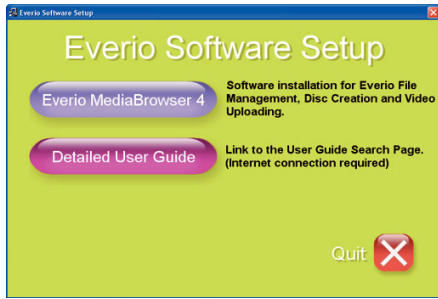 Everio Software Setup
Everio Software Setup
Everio MediaBrowser 4
Software installation for Everio File
Management, Disc Creation and Video
Uploading.
Detailed User Guide
Link to the User Guide Search Page.
(Internet connection required)
Quit